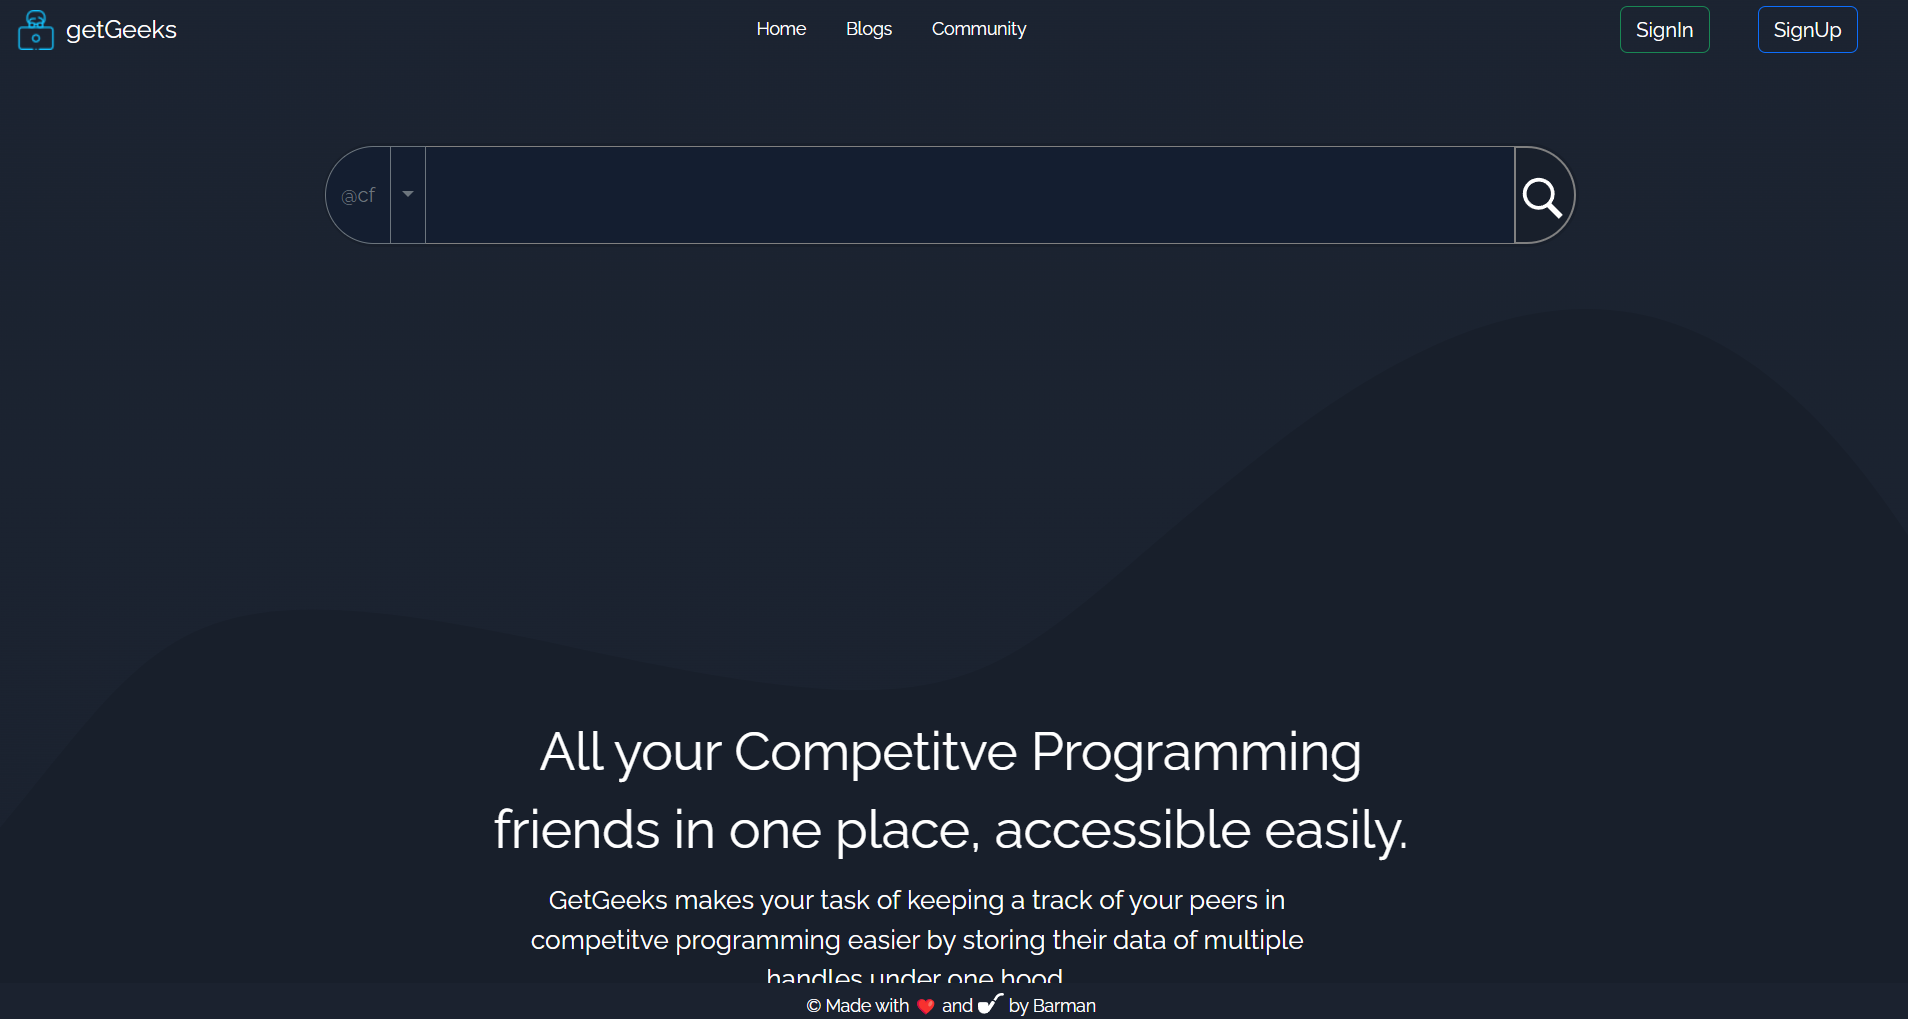 getGeeks
Home Blogs Community
SignIn SignUp
@cf
All your Competitve Programming
friends in one place, accessible easily.
GetGeeks makes your task of keeping a track of your peers in
competitve programming easier by storing their data of multiple
handles under one hood
© Made with ❤️ and by Barman